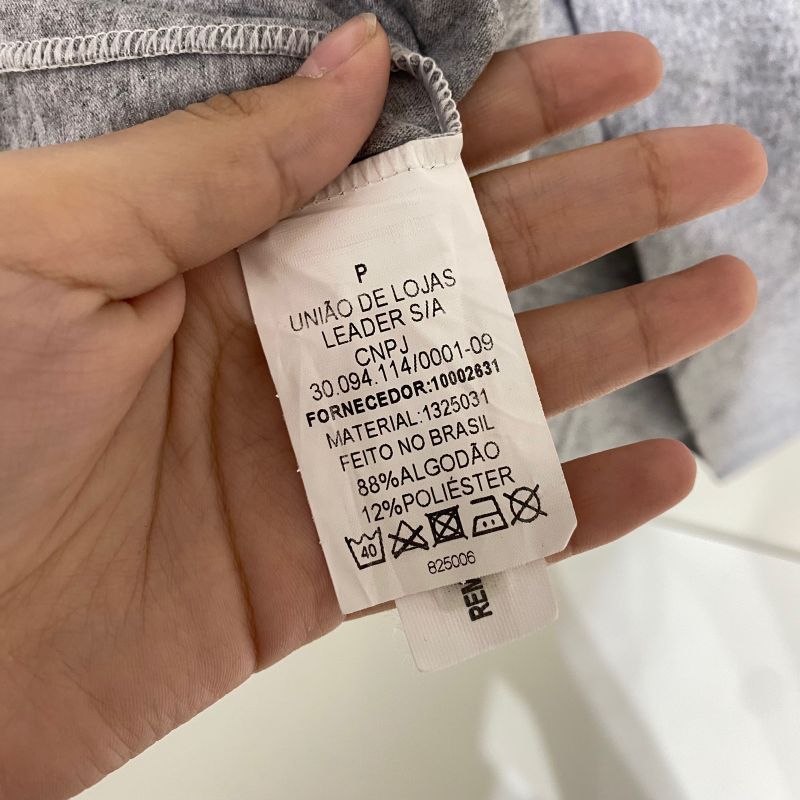 P
UNIÃO DE LOJAS
LEADER S/A
CNPJ
30.094.114/0001-09
FORNECEDOR:10002631
MATERIAL:1325031
FEITO NO BRASIL
88%ALGODÃO
12%POLIÉSTER
40
825006